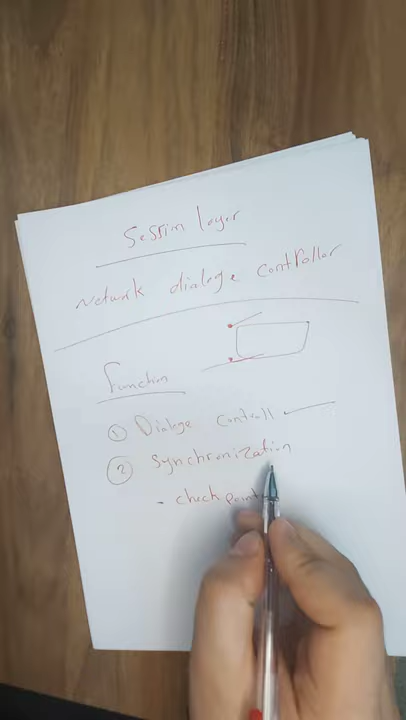 Session layer
Network dialoge controller
Function
① Dialoge Controll
② Synchronization
- check point